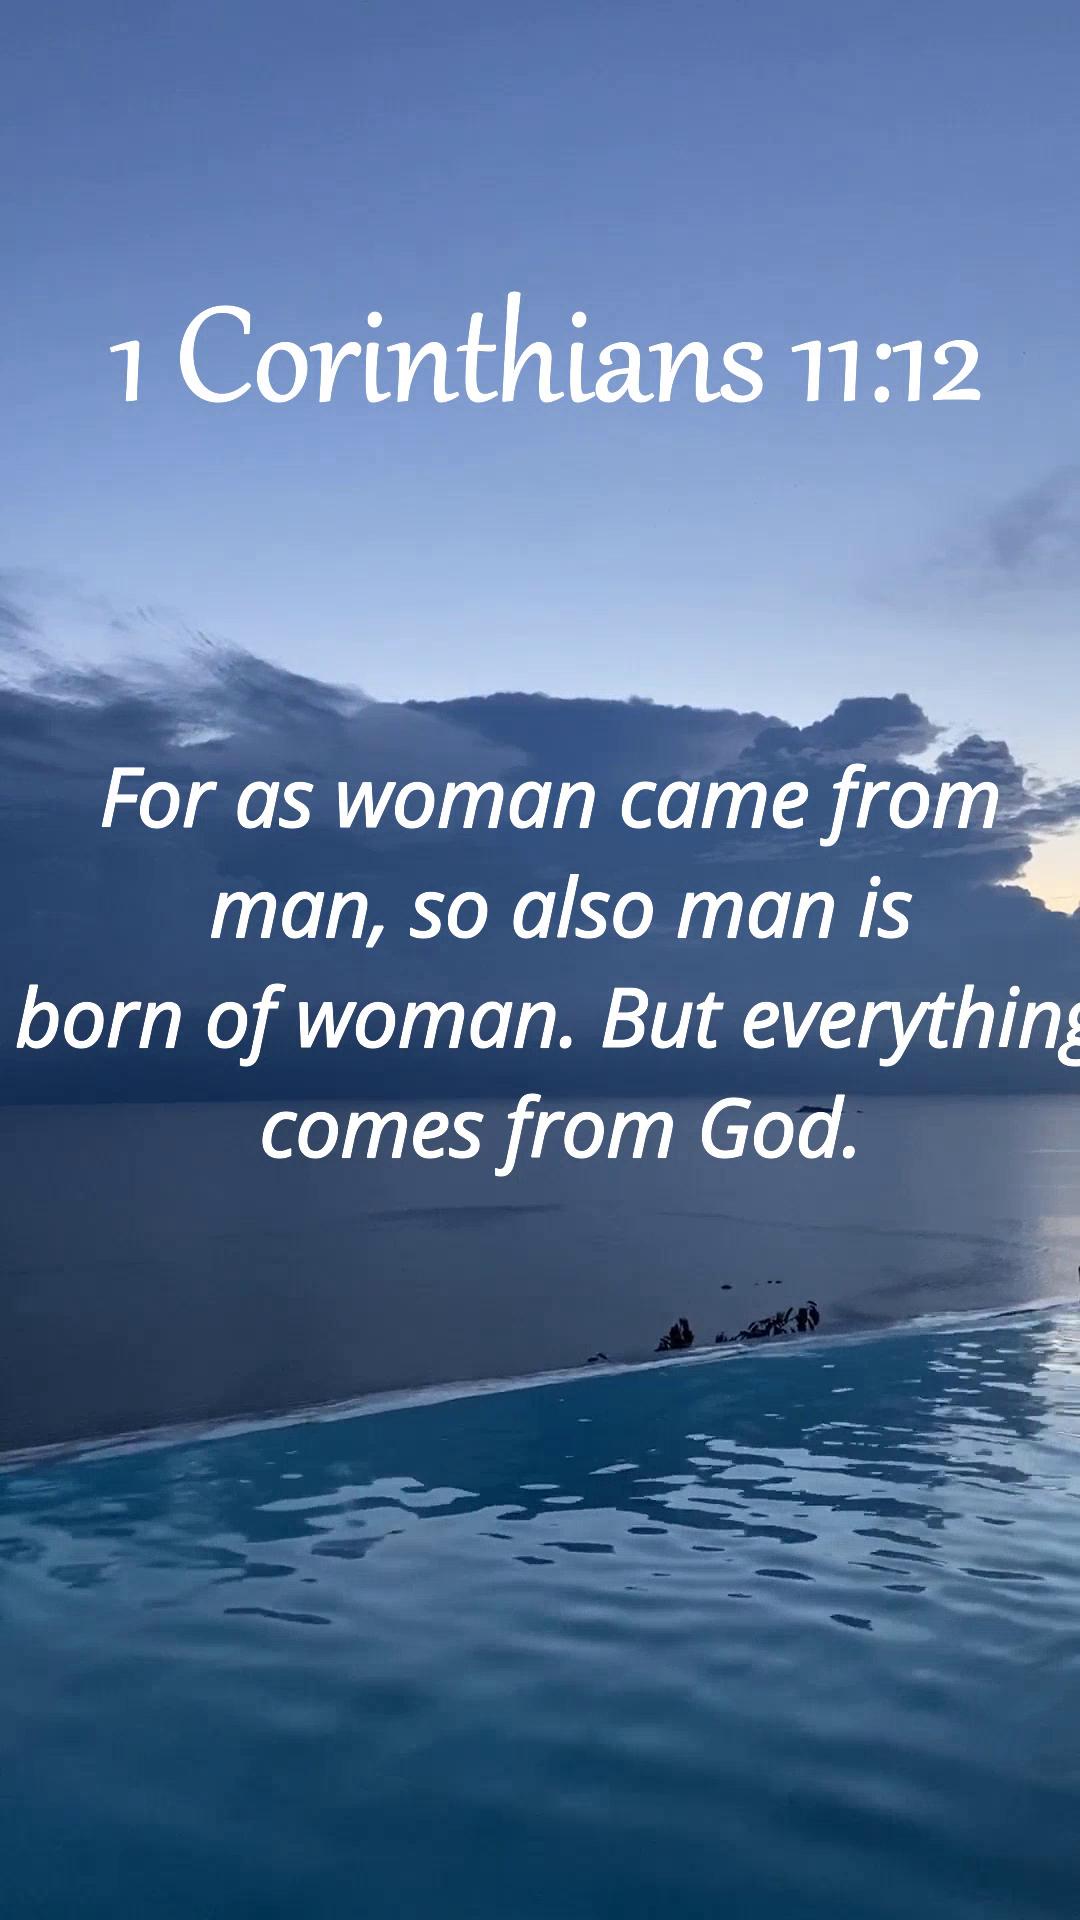 1 Corinthians 11:12
For as woman came from
man, so also man is
born of woman. But everything
comes from God.